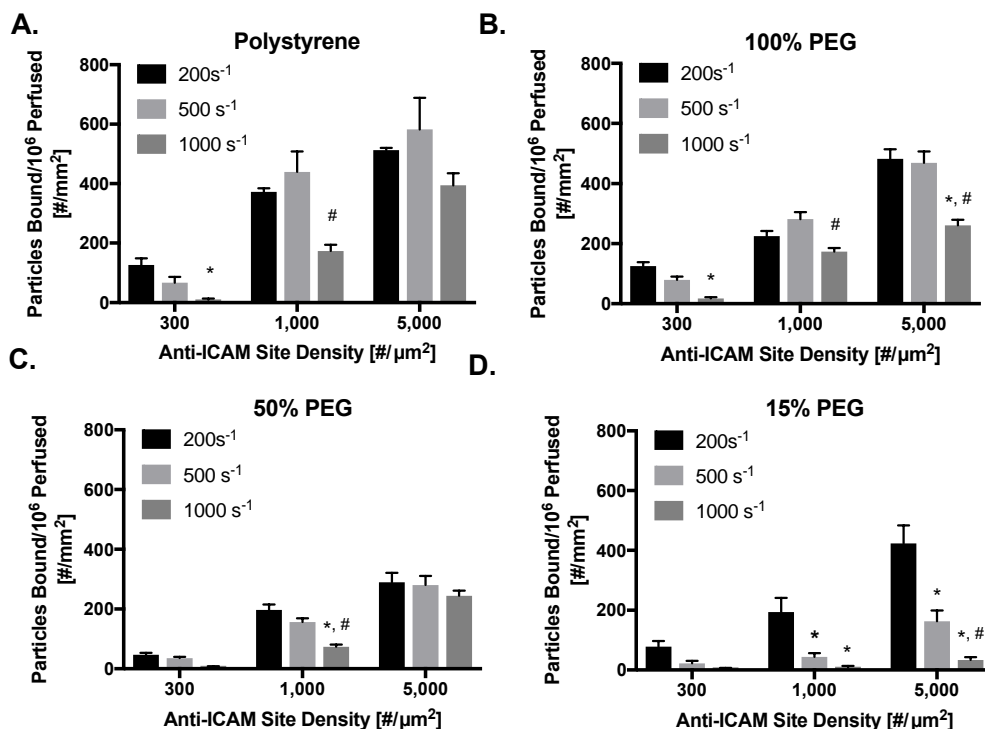 A.
Polystyrene
Particles Bound/10⁶ Perfused
[#/mm²]
800
600
400
200
0
200s⁻¹
500 s⁻¹
1000 s⁻¹
*
#
300
1,000
5,000
Anti-ICAM Site Density [#/µm²]
B.
100% PEG
Particles Bound/10⁶ Perfused
[#/mm²]
800
600
400
200
0
200s⁻¹
500 s⁻¹
1000 s⁻¹
*
#
*, #
300
1,000
5,000
Anti-ICAM Site Density [#/µm²]
C.
50% PEG
Particles Bound/10⁶ Perfused
[#/mm²]
800
600
400
200
0
200s⁻¹
500 s⁻¹
1000 s⁻¹
*, #
300
1,000
5,000
Anti-ICAM Site Density [#/µm²]
D.
15% PEG
Particles Bound/10⁶ Perfused
[#/mm²]
800
600
400
200
0
200s⁻¹
500 s⁻¹
1000 s⁻¹
*
*
*
*, #
300
1,000
5,000
Anti-ICAM Site Density [#/µm²]